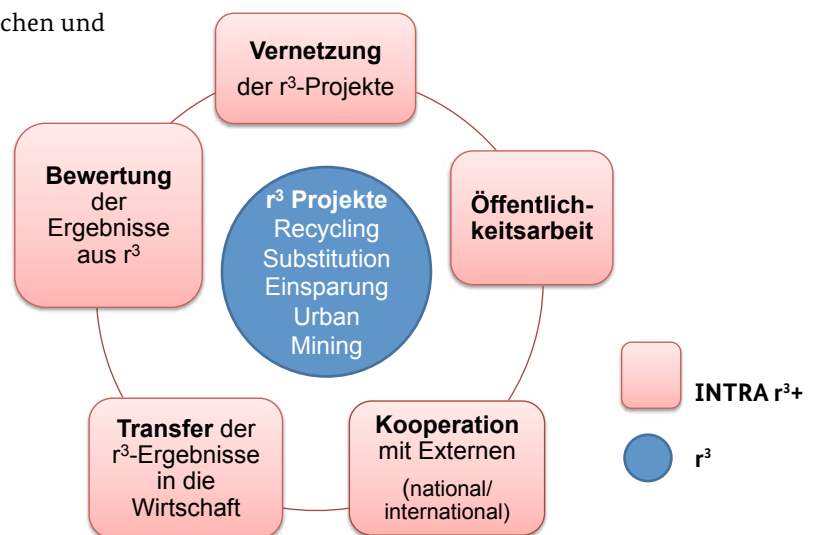 chen und
Vernetzung
der r³-Projekte
Bewertung
der
Ergebnisse
aus r³
r³ Projekte
Recycling
Substitution
Einsparung
Urban
Mining
Öffentlich-
keitsarbeit
Transfer der
r³-Ergebnisse
in die
Wirtschaft
Kooperation
mit Externen
(national/
international)
INTRA r³+
r³